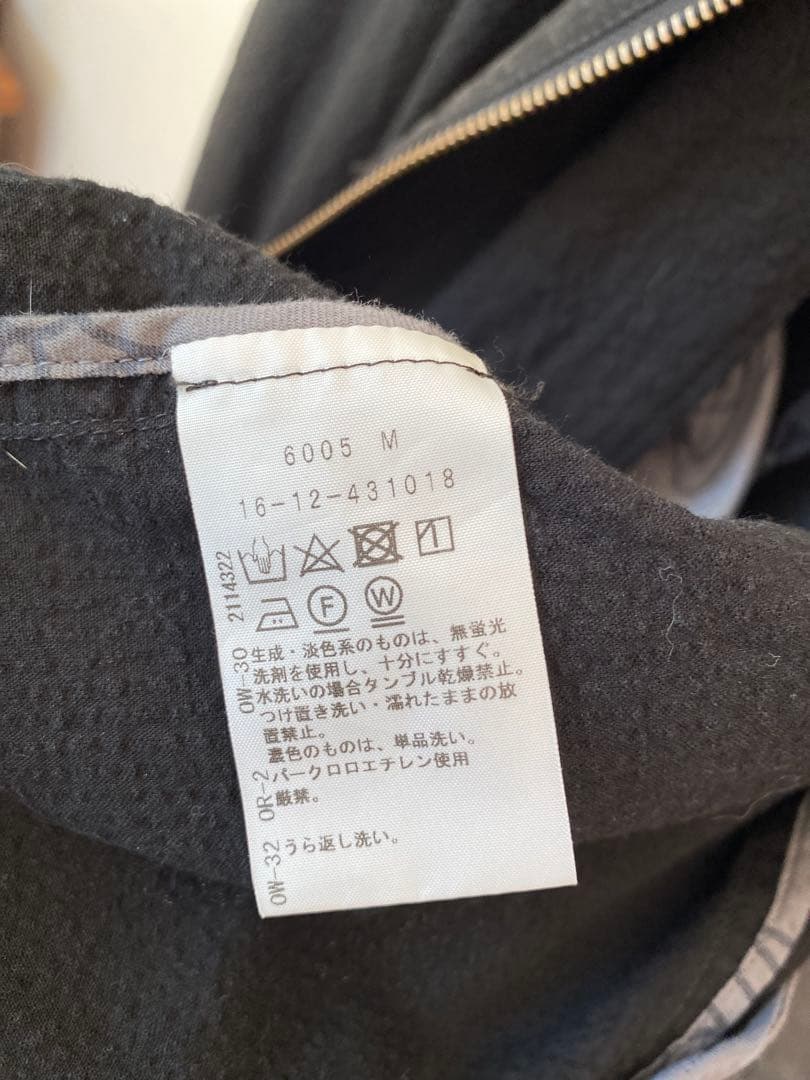 6005 M
16-12-431018
2114322
F W
OW-30
生成・淡色系のものは、無蛍光
洗剤を使用し、十分にすすぐ。
水洗いの場合タンブル乾燥禁止。
つけ置き洗い・濡れたままの放
置禁止。
濃色のものは、単品洗い。
OR-2
パークロロエチレン使用
厳禁。
OW-32
うら返し洗い。